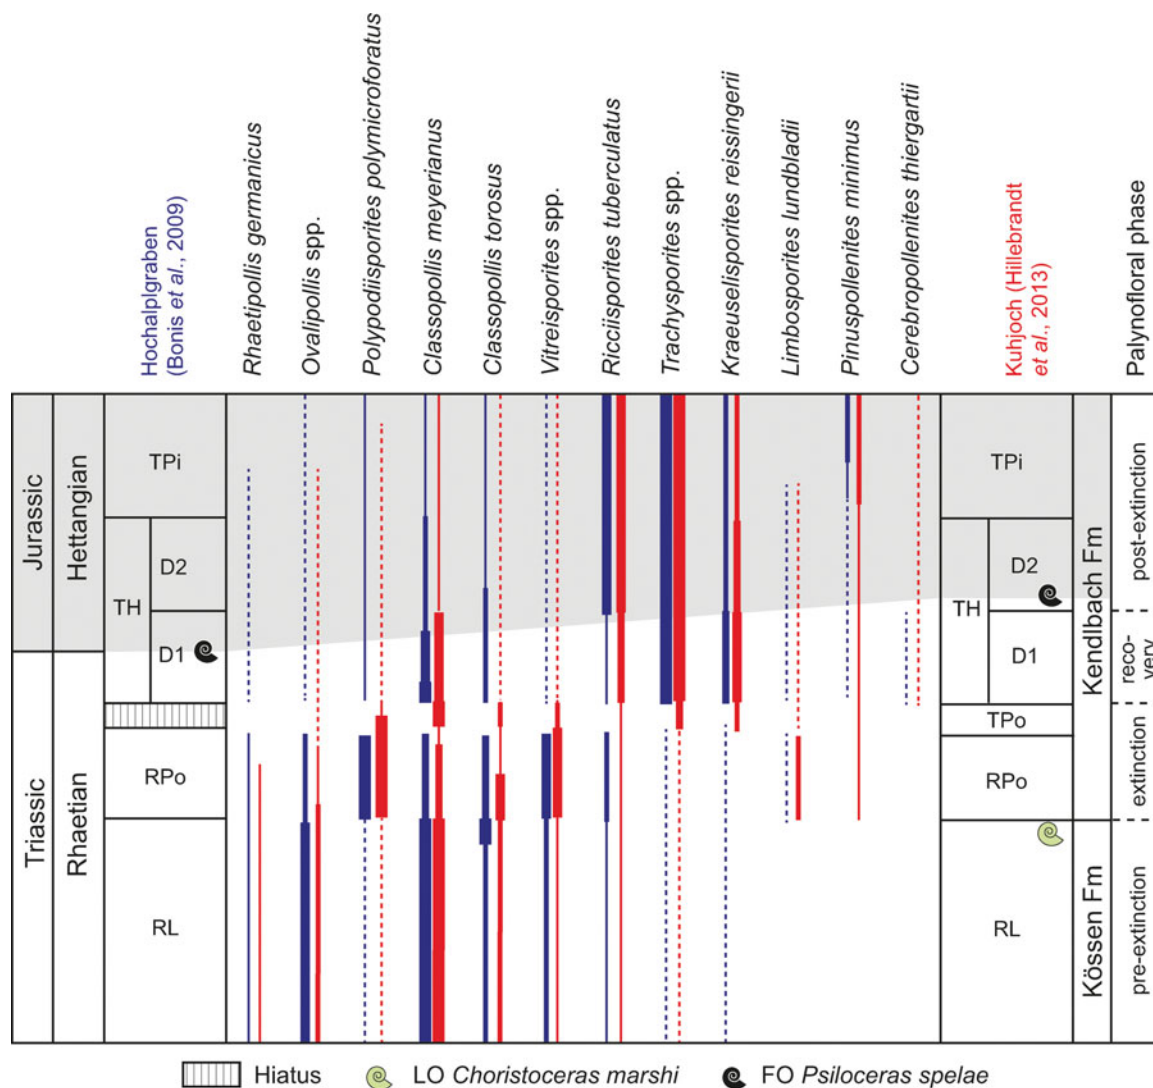 Hochalplgraben
(Bonis et al., 2009)
Rhaetipollis germanicus
Ovalipollis spp.
Polypodiisporites polymicroforatus
Classopollis meyerianus
Classopollis torosus
Vitreisporites spp.
Ricciisporites tuberculatus
Trachysporites spp.
Kraeuselisporites reissingerii
Limbosporites lundbladii
Pinuspollenites minimus
Cerebropollenites thiergartii
Kuhjoch (Hillebrandt
et al., 2013)
Palynofloral phase
Jurassic
Triassic
Hettangian
Rhaetian
TPi
TH
D2
D1
RPo
RL
TPi
TH
D2
D1
TPo
RPo
RL
Kendlbach Fm
Kössen Fm
post-extinction
reco-
very
extinction
pre-extinction
Hiatus
LO Choristoceras marshi
FO Psiloceras spelae